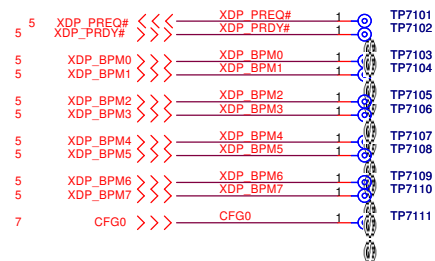 5 XDP_PREQ# XDP_PREQ# 1 TP7101
5 XDP_PRDY# XDP_PRDY# 1 TP7102
5 XDP_BPM0 XDP_BPM0 1 TP7103
5 XDP_BPM1 XDP_BPM1 1 TP7104
5 XDP_BPM2 XDP_BPM2 1 TP7105
5 XDP_BPM3 XDP_BPM3 1 TP7106
5 XDP_BPM4 XDP_BPM4 1 TP7107
5 XDP_BPM5 XDP_BPM5 1 TP7108
5 XDP_BPM6 XDP_BPM6 1 TP7109
5 XDP_BPM7 XDP_BPM7 1 TP7110
7 CFG0 CFG0 1 TP7111